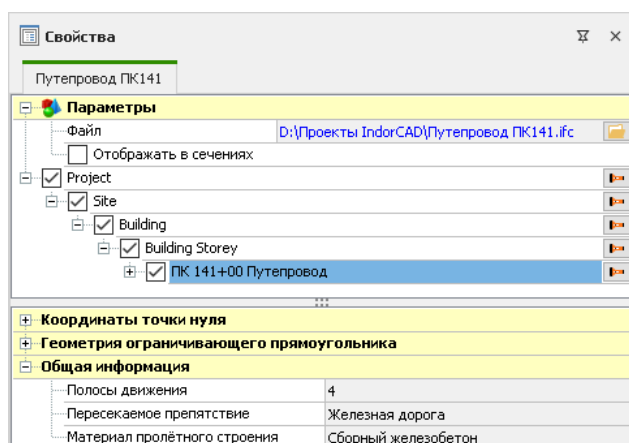 Свойства
Путепровод ПК141
Параметры
Файл D:\Проекты IndorCAD\Путепровод ПК141.ifc
Отображать в сечениях
Project
Site
Building
Building Storey
ПК 141+00 Путепровод
Координаты точки нуля
Геометрия ограничивающего прямоугольника
Общая информация
Полосы движения 4
Пересекаемое препятствие Железная дорога
Материал пролётного строения Сборный железобетон